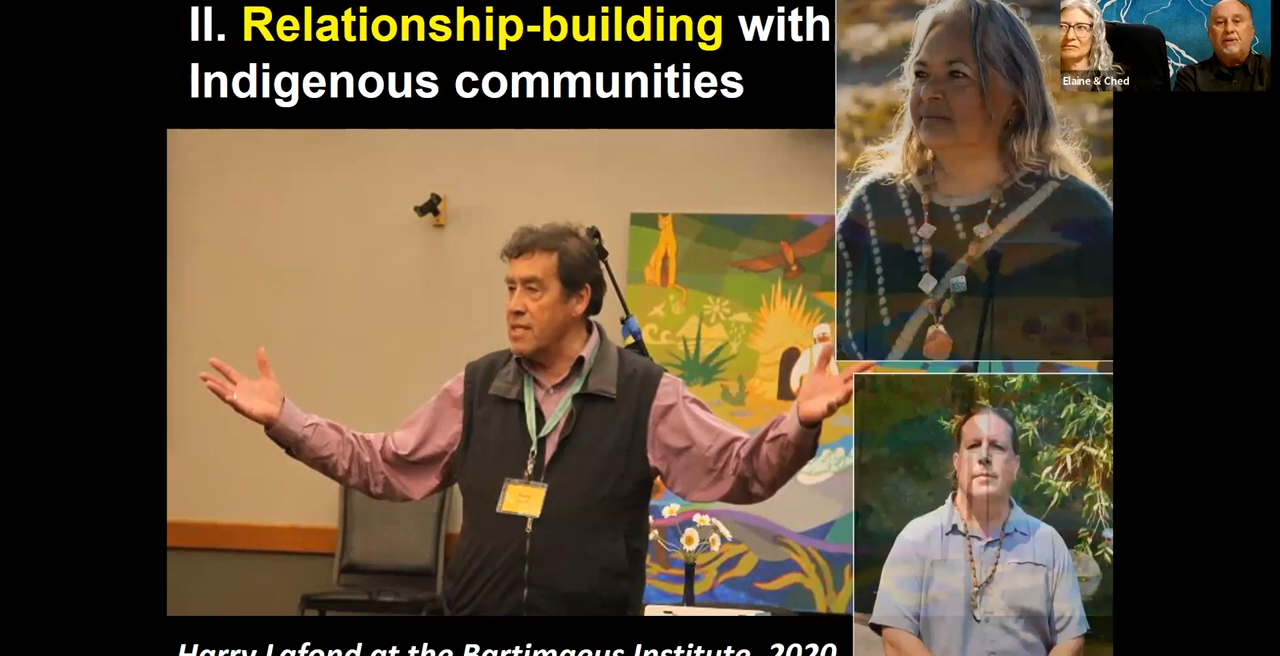 II. Relationship-building with
Indigenous communities
Elaine & Ched
Harry Lafond at the Bartimaeus Institute, 2020